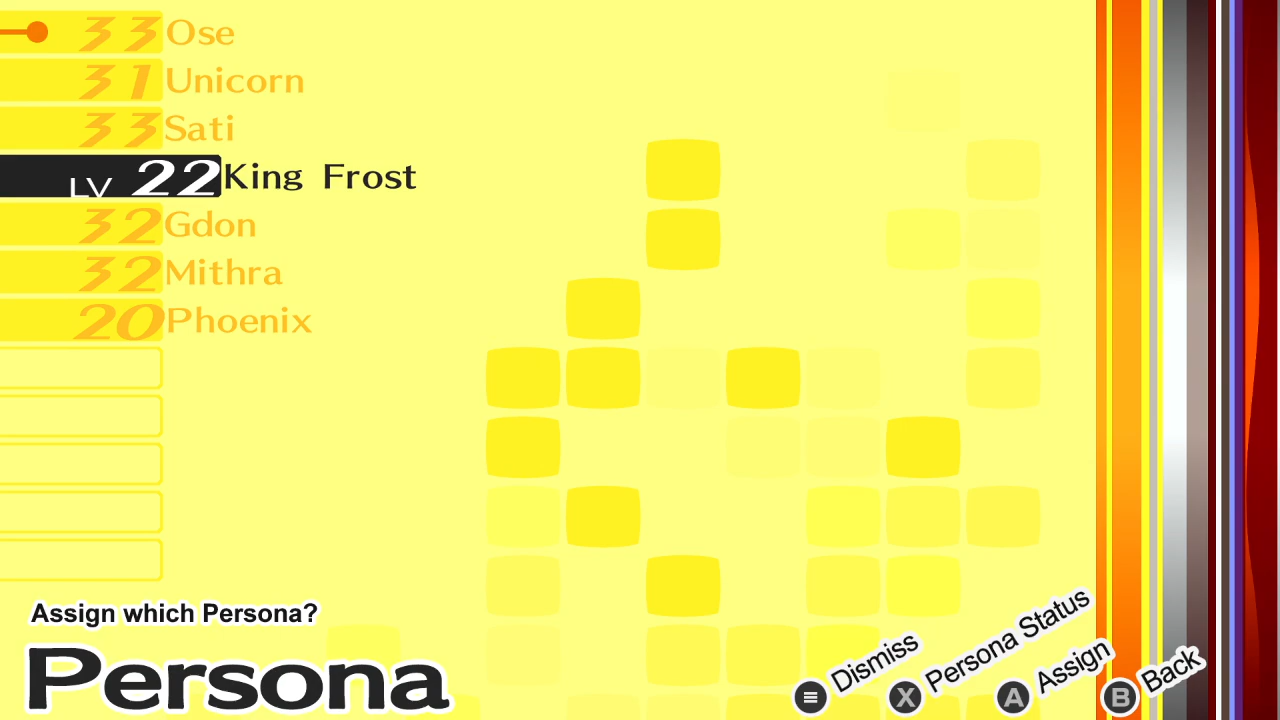 33 Ose
31 Unicorn
33 Sati
LV 22 King Frost
32 Gdon
32 Mithra
20 Phoenix
Assign which Persona?
Persona
Dismiss
X Persona Status
A Assign
B Back